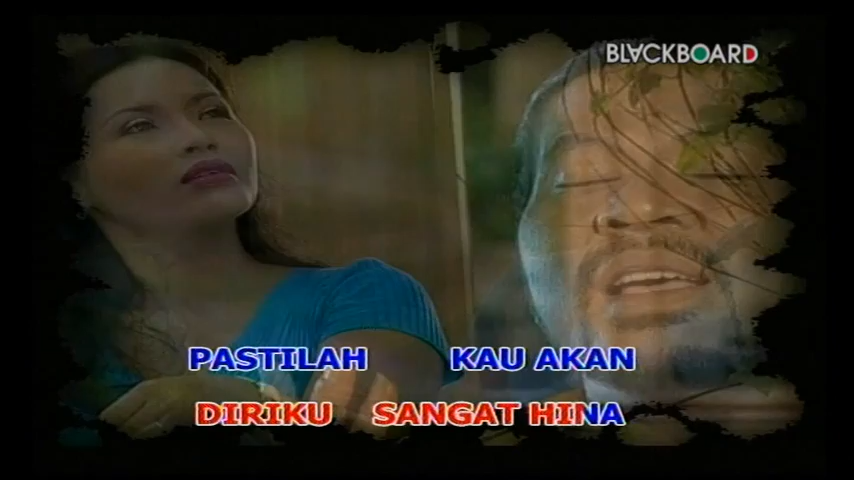 BLACKBOARD
PASTILAH KAU AKAN
DIRIKU SANGAT HINA